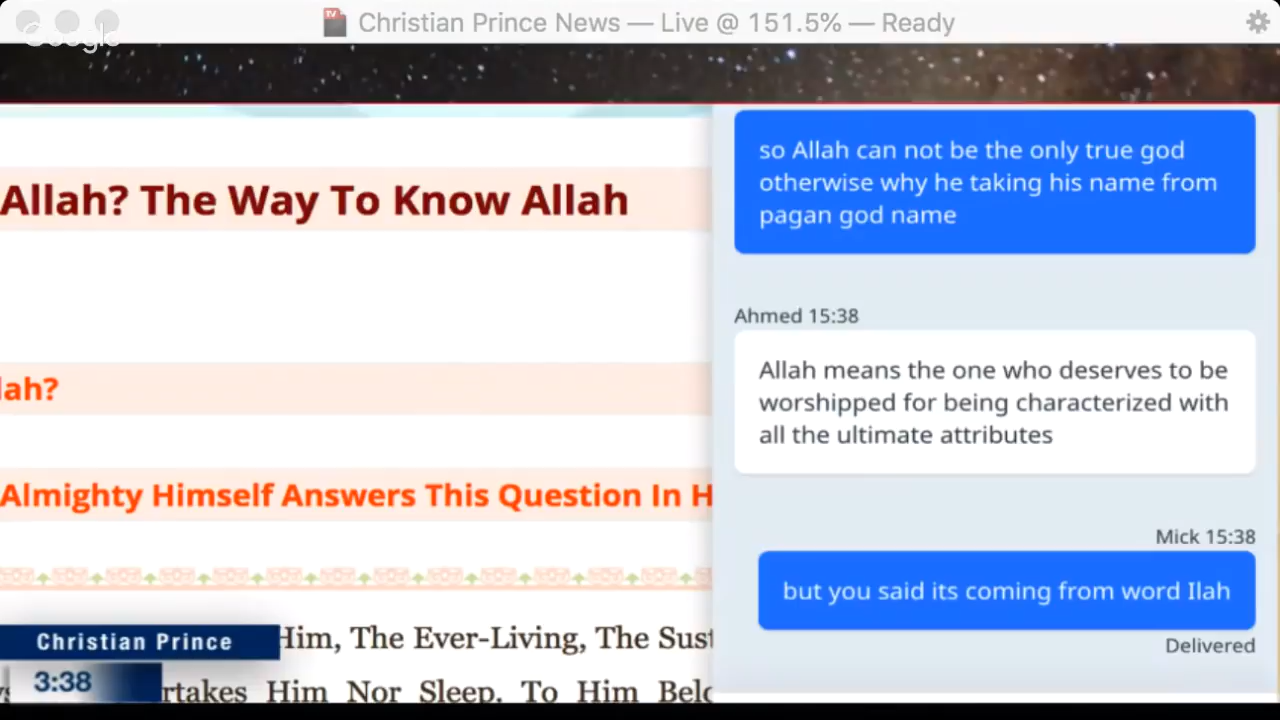 Christian Prince News — Live @ 151.5% — Ready
Google
Allah? The Way To Know Allah
lah?
Almighty Himself Answers This Question In H
Him, The Ever-Living, The Sust
rtakes Him Nor Sleep. To Him Belo
Christian Prince
3:38
so Allah can not be the only true god
otherwise why he taking his name from
pagan god name
Ahmed 15:38
Allah means the one who deserves to be
worshipped for being characterized with
all the ultimate attributes
Mick 15:38
but you said its coming from word Ilah
Delivered